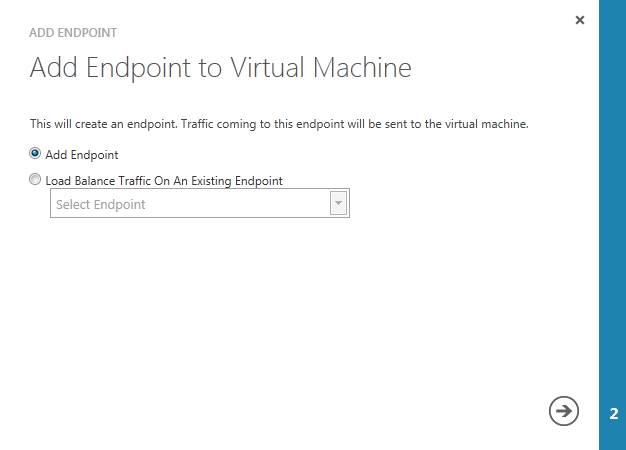 ADD ENDPOINT
Add Endpoint to Virtual Machine
This will create an endpoint. Traffic coming to this endpoint will be sent to the virtual machine.
Add Endpoint
Load Balance Traffic On An Existing Endpoint
Select Endpoint
2